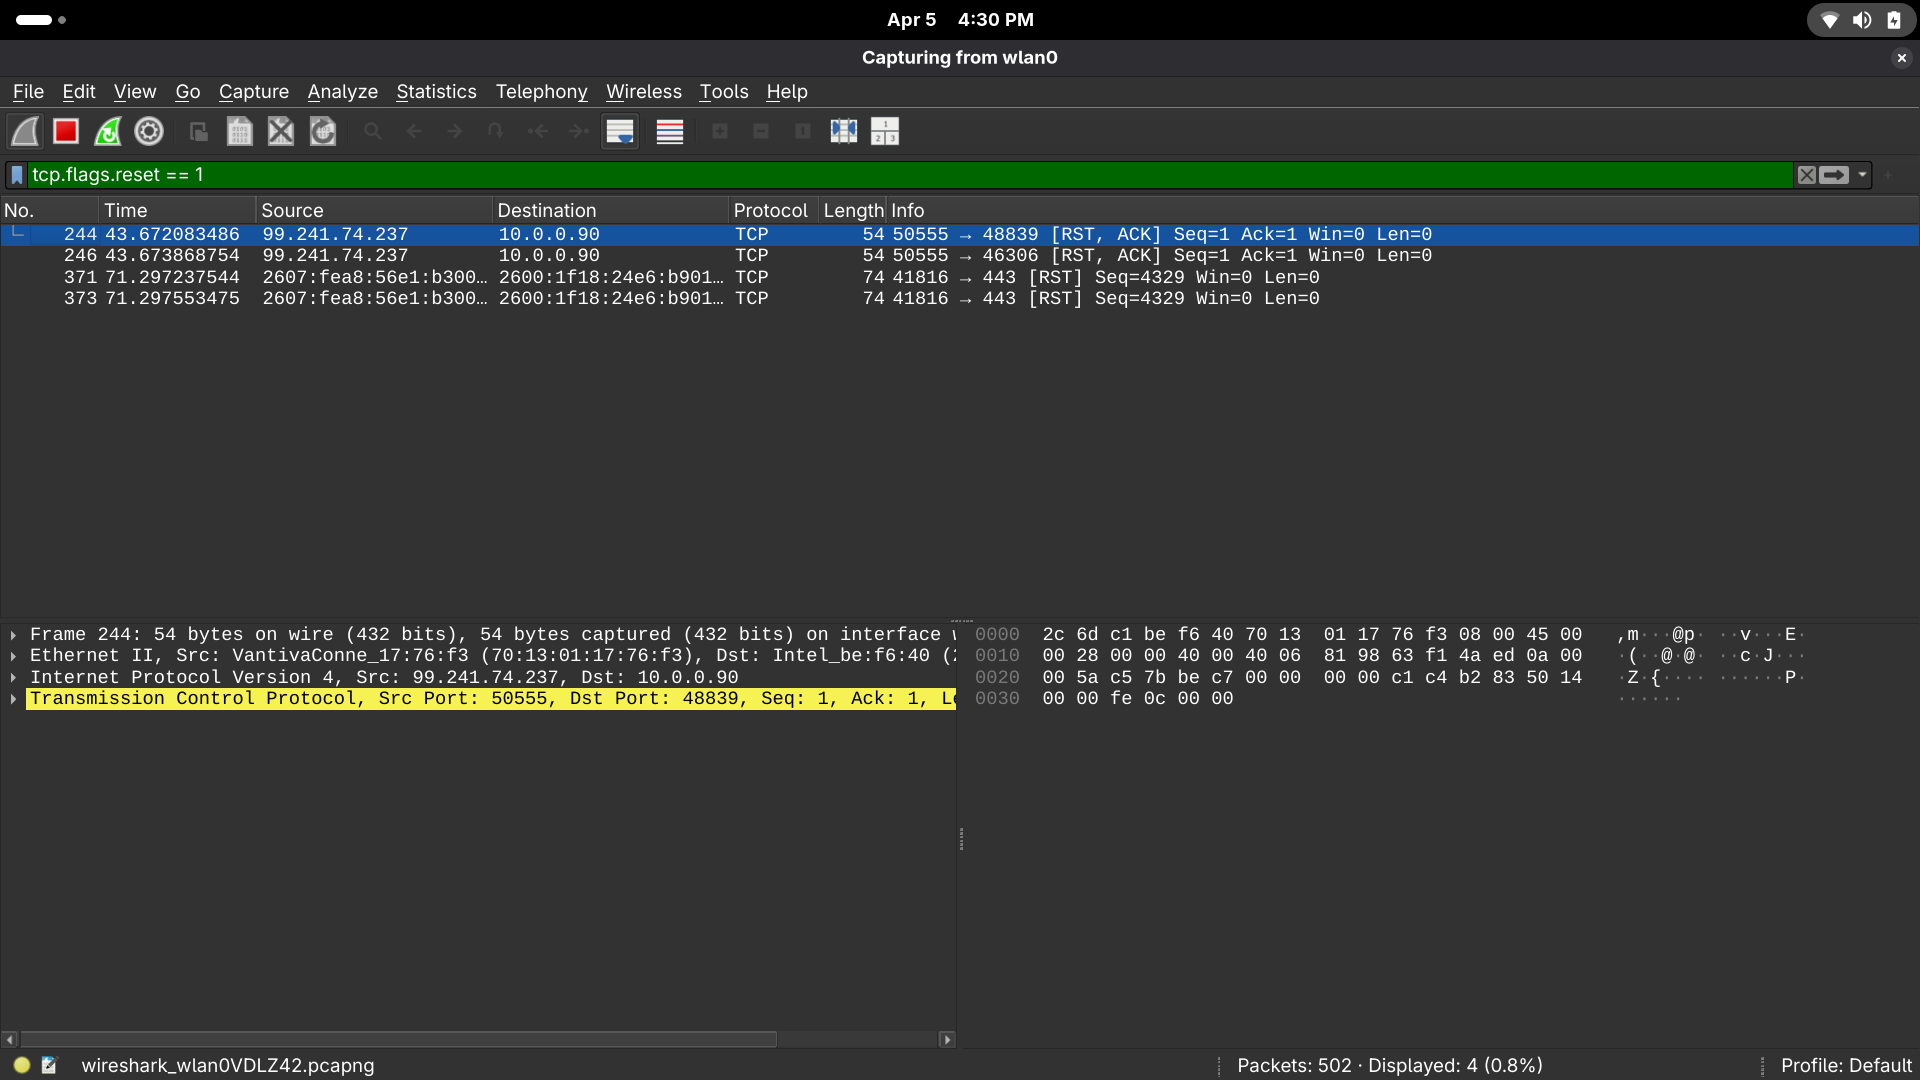 Apr 5 4:30 PM
Capturing from wlan0
File Edit View Go Capture Analyze Statistics Telephony Wireless Tools Help
tcp.flags.reset == 1
No. Time Source Destination Protocol Length Info
244 43.672083486 99.241.74.237 10.0.0.90 TCP 54 50555 → 48839 [RST, ACK] Seq=1 Ack=1 Win=0 Len=0
246 43.673868754 99.241.74.237 10.0.0.90 TCP 54 50555 → 46306 [RST, ACK] Seq=1 Ack=1 Win=0 Len=0
371 71.297237544 2607:fea8:56e1:b300… 2600:1f18:24e6:b901… TCP 74 41816 → 443 [RST] Seq=4329 Win=0 Len=0
373 71.297553475 2607:fea8:56e1:b300… 2600:1f18:24e6:b901… TCP 74 41816 → 443 [RST] Seq=4329 Win=0 Len=0
Frame 244: 54 bytes on wire (432 bits), 54 bytes captured (432 bits) on interface
Ethernet II, Src: VantivaConne_17:76:f3 (70:13:01:17:76:f3), Dst: Intel_be:f6:40 (
Internet Protocol Version 4, Src: 99.241.74.237, Dst: 10.0.0.90
Transmission Control Protocol, Src Port: 50555, Dst Port: 48839, Seq: 1, Ack: 1, L
0000 2c 6d c1 be f6 40 70 13 01 17 76 f3 08 00 45 00 ,m···@p· ··v···E·
0010 00 28 00 00 40 00 40 06 81 98 63 f1 4a ed 0a 00 ·(··@·@· ··c·J···
0020 00 5a c5 7b be c7 00 00 00 00 c1 c4 b2 83 50 14 ·Z·{···· ······P·
0030 00 00 fe 0c 00 00 ······
wireshark_wlan0VDLZ42.pcapng
Packets: 502 · Displayed: 4 (0.8%)
Profile: Default